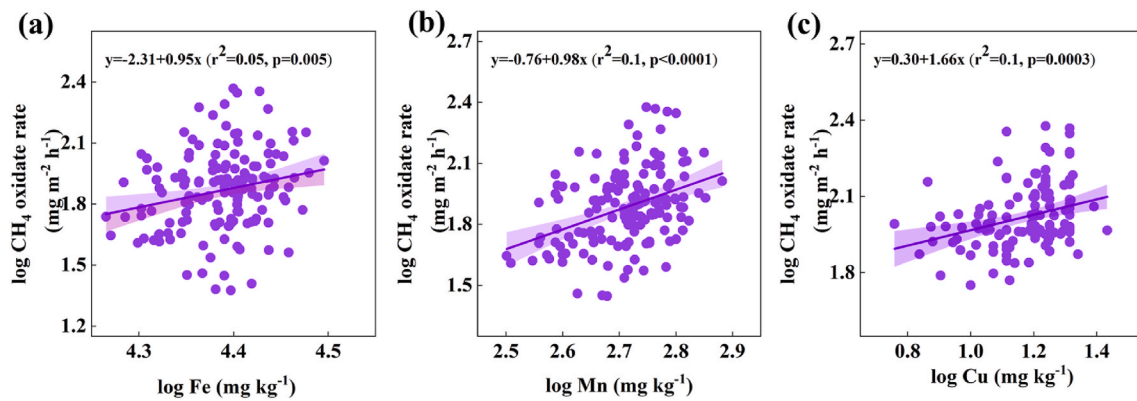 (a)
y=-2.31+0.95x (r²=0.05, p=0.005)
log CH₄ oxidate rate
(mg m⁻² h⁻¹)
2.4
2.1
1.8
1.5
1.2
4.3 4.4 4.5
log Fe (mg kg⁻¹)
(b)
y=-0.76+0.98x (r²=0.1, p<0.0001)
log CH₄ oxidate rate
(mg m⁻² h⁻¹)
2.7
2.4
2.1
1.8
1.5
2.5 2.6 2.7 2.8 2.9
log Mn (mg kg⁻¹)
(c)
y=0.30+1.66x (r²=0.1, p=0.0003)
log CH₄ oxidate rate
(mg m⁻² h⁻¹)
2.7
2.4
2.1
1.8
0.8 1.0 1.2 1.4
log Cu (mg kg⁻¹)